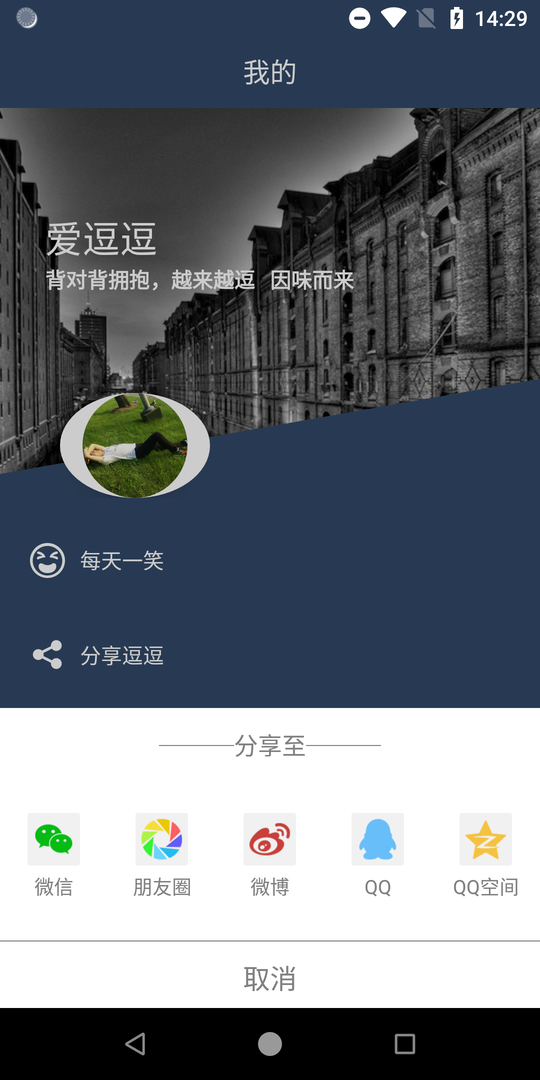 14:29
我的
爱逗逗
背对背拥抱，越来越逗 因味而来
每天一笑
分享逗逗
分享至
微信 朋友圈 微博 QQ QQ空间
取消